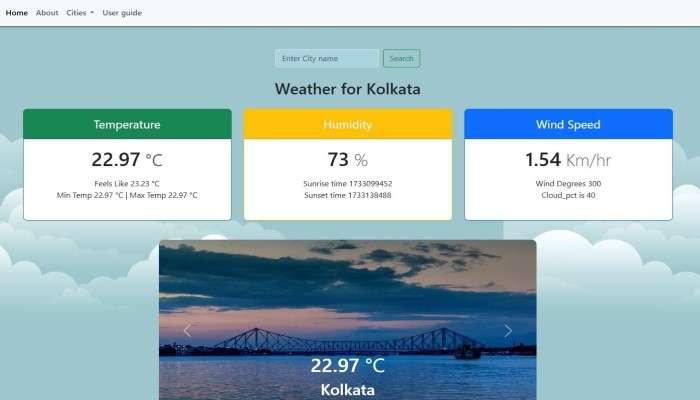 Home About Cities User guide
Enter City name Search
Weather for Kolkata
Temperature
22.97 °C
Feels Like 23.23 °C
Min Temp 22.97 °C | Max Temp 22.97 °C
Humidity
73 %
Sunrise time 1733099452
Sunset time 1733138488
Wind Speed
1.54 Km/hr
Wind Degrees 300
Cloud_pct is 40
22.97 °C
Kolkata